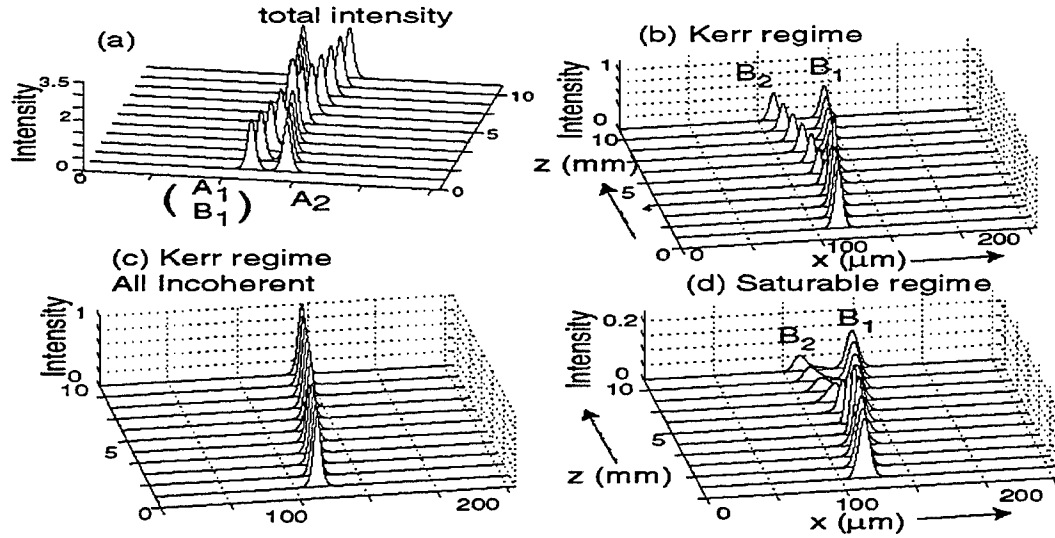 total intensity
(a)
3.5
2
0
Intensity
0
10
5
0
( A1 B1 )
A2
(b) Kerr regime
B2
B1
1
0
Intensity
10
5
0
z (mm)
0
100
200
x (μm)
(c) Kerr regime
All Incoherent
1
0
Intensity
10
5
0
0
100
200
(d) Saturable regime
B2
B1
0.2
0
Intensity
10
5
0
z (mm)
0
100
200
x (μm)